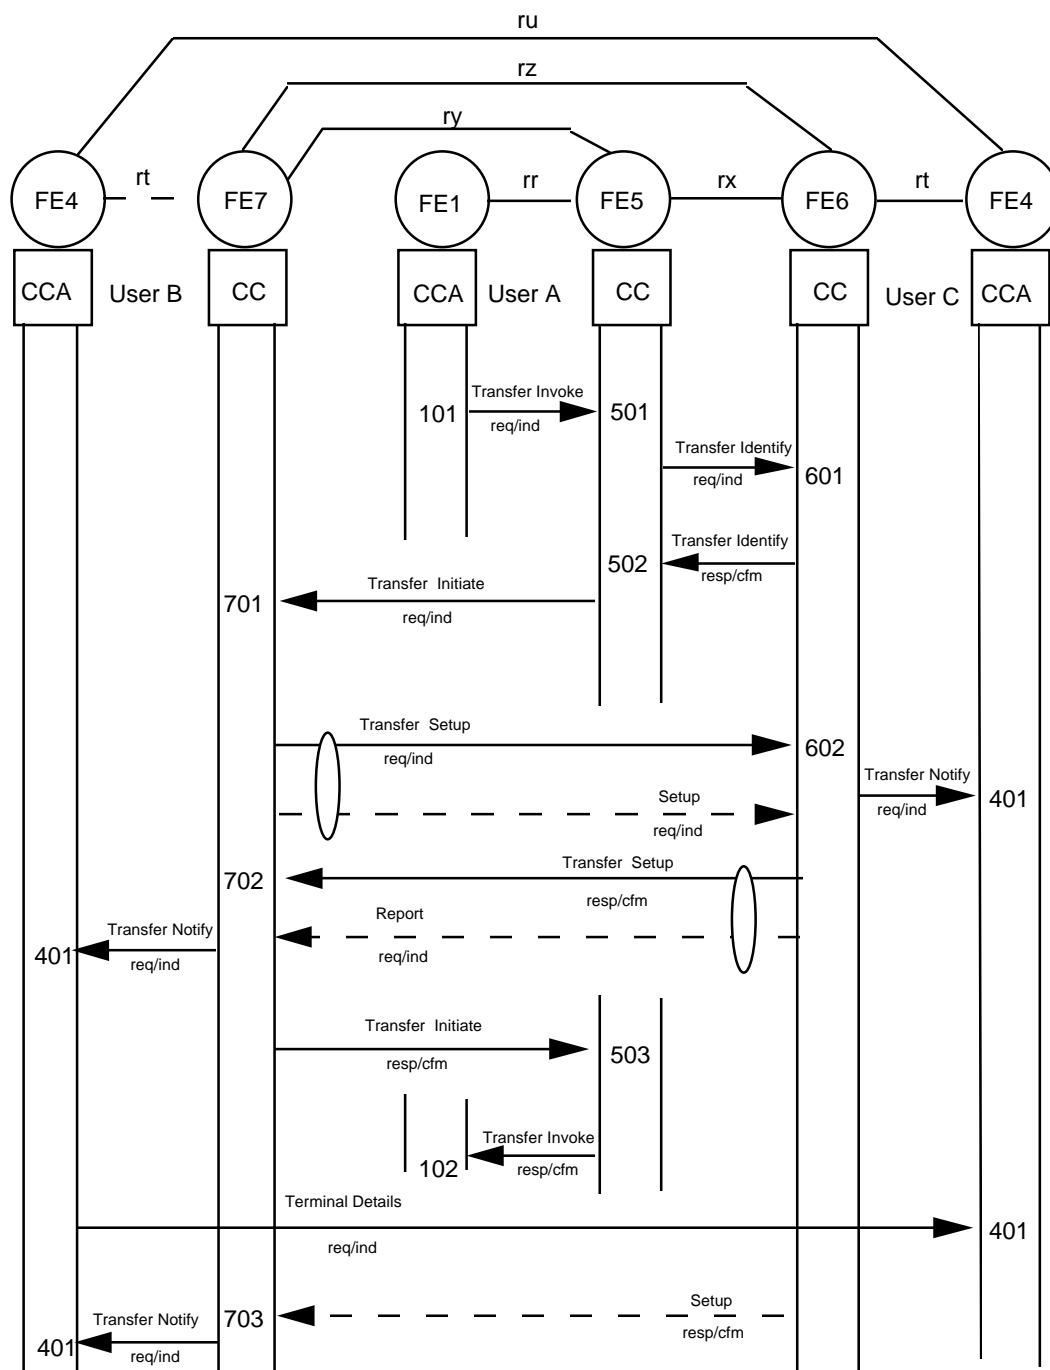 ru
rz
ry
FE4
rt
FE7
FE1
rr
FE5
rx
FE6
rt
FE4
CCA
User B
CC
CCA
User A
CC
CC
User C
CCA
Transfer Invoke
101
501
req/ind
Transfer Identify
req/ind
601
Transfer Identify
502
resp/cfm
Transfer Initiate
701
req/ind
Transfer Setup
req/ind
602
Transfer Notify
req/ind
401
Setup
req/ind
Transfer Setup
702
resp/cfm
Report
Transfer Notify
401
req/ind
req/ind
Transfer Initiate
503
resp/cfm
Transfer Invoke
102
resp/cfm
Terminal Details
401
req/ind
Setup
703
Transfer Notify
resp/cfm
401
req/ind